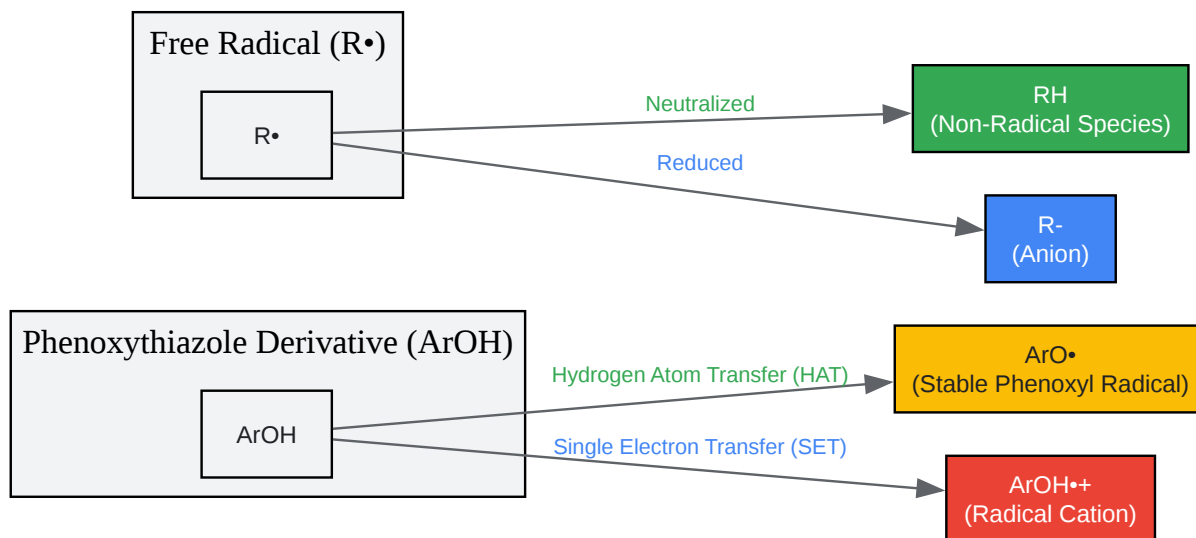 Free Radical (R•)
R•
Neutralized
Reduced
RH
(Non-Radical Species)
R-
(Anion)
Phenoxythiazole Derivative (ArOH)
ArOH
Hydrogen Atom Transfer (HAT)
Single Electron Transfer (SET)
ArO•
(Stable Phenoxyl Radical)
ArOH•+
(Radical Cation)